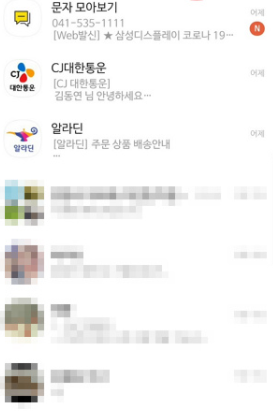 문자 모아보기
어제
041-535-1111
[Web발신] ★ 삼성디스플레이 코로나 19…
N
CJ대한통운
어제
[CJ 대한통운]
김동연 님 안녕하세요…
CJ
대한통운
알라딘
어제
[알라딘] 주문 상품 배송안내
…
알라딘